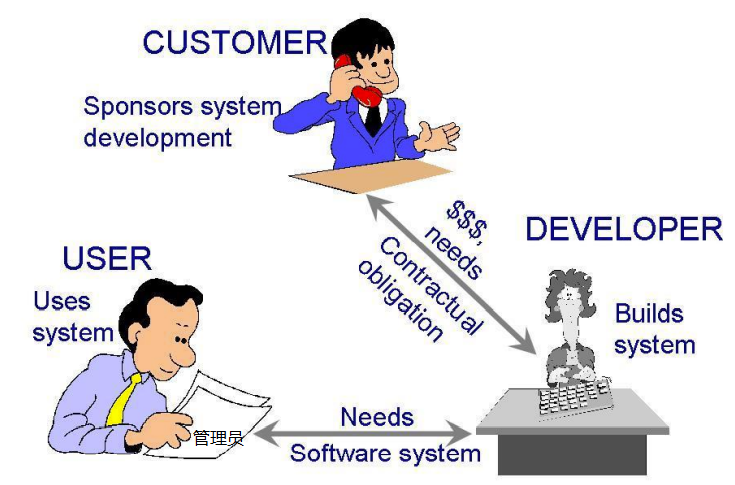 CUSTOMER
Sponsors system
development
$$$,
needs
Contractual
obligation
DEVELOPER
Builds
system
USER
Uses
system
管理员
Needs
Software system